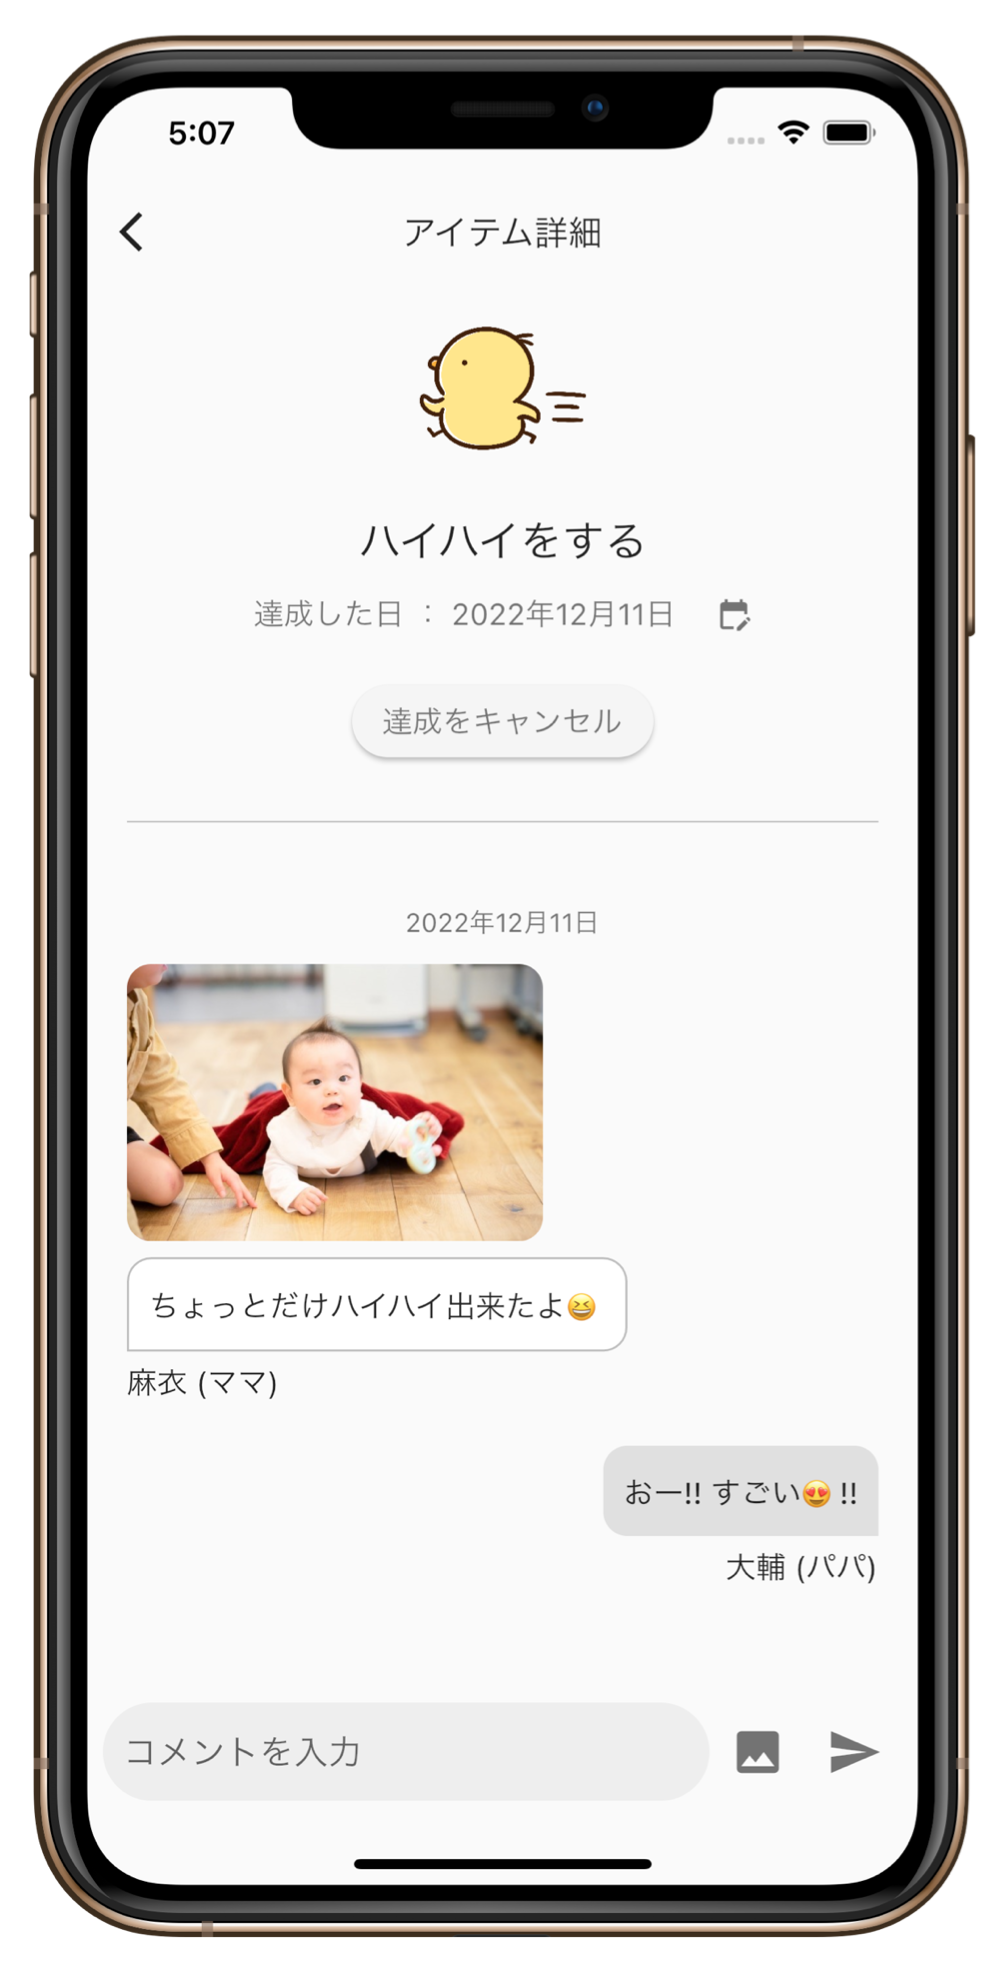 5:07
アイテム詳細
ハイハイをする
達成した日 : 2022年12月11日
達成をキャンセル
2022年12月11日
ちょっとだけハイハイ出来たよ😆
麻衣 (ママ)
おー!! すごい😍 !!
大輔 (パパ)
コメントを入力